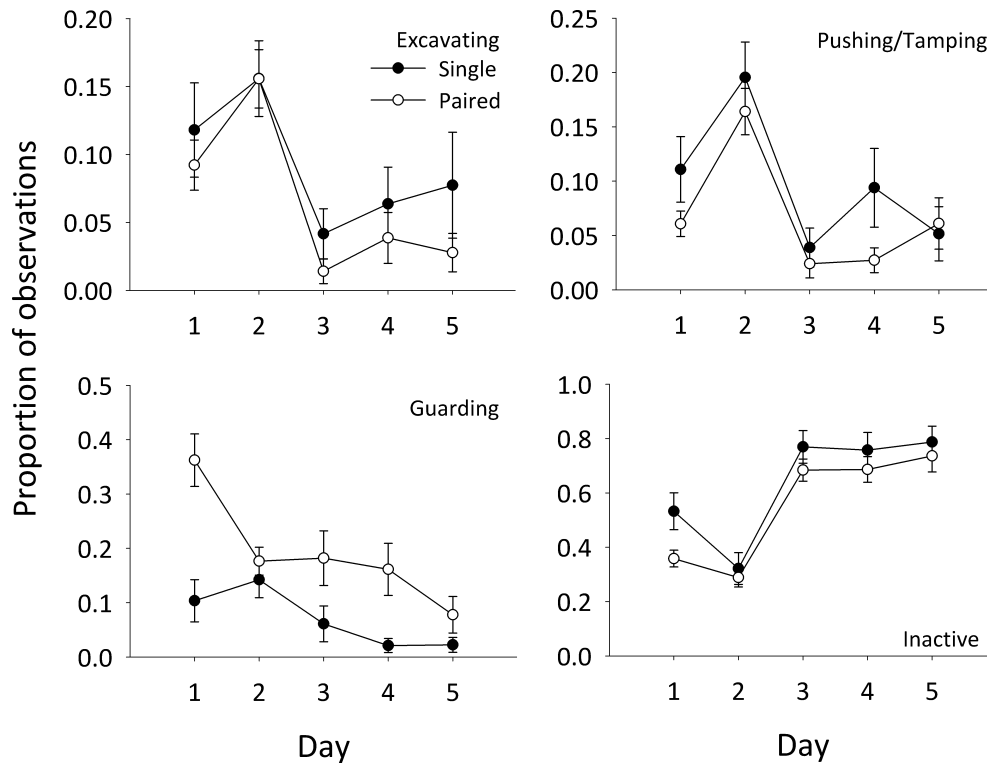 Proportion of observations
0.20
0.15
0.10
0.05
0.00
Excavating
Single
Paired
1 2 3 4 5
0.25
0.20
0.15
0.10
0.05
0.00
Pushing/Tamping
1 2 3 4 5
0.5
0.4
0.3
0.2
0.1
0.0
Guarding
1 2 3 4 5
Day
1.0
0.8
0.6
0.4
0.2
0.0
Inactive
1 2 3 4 5
Day